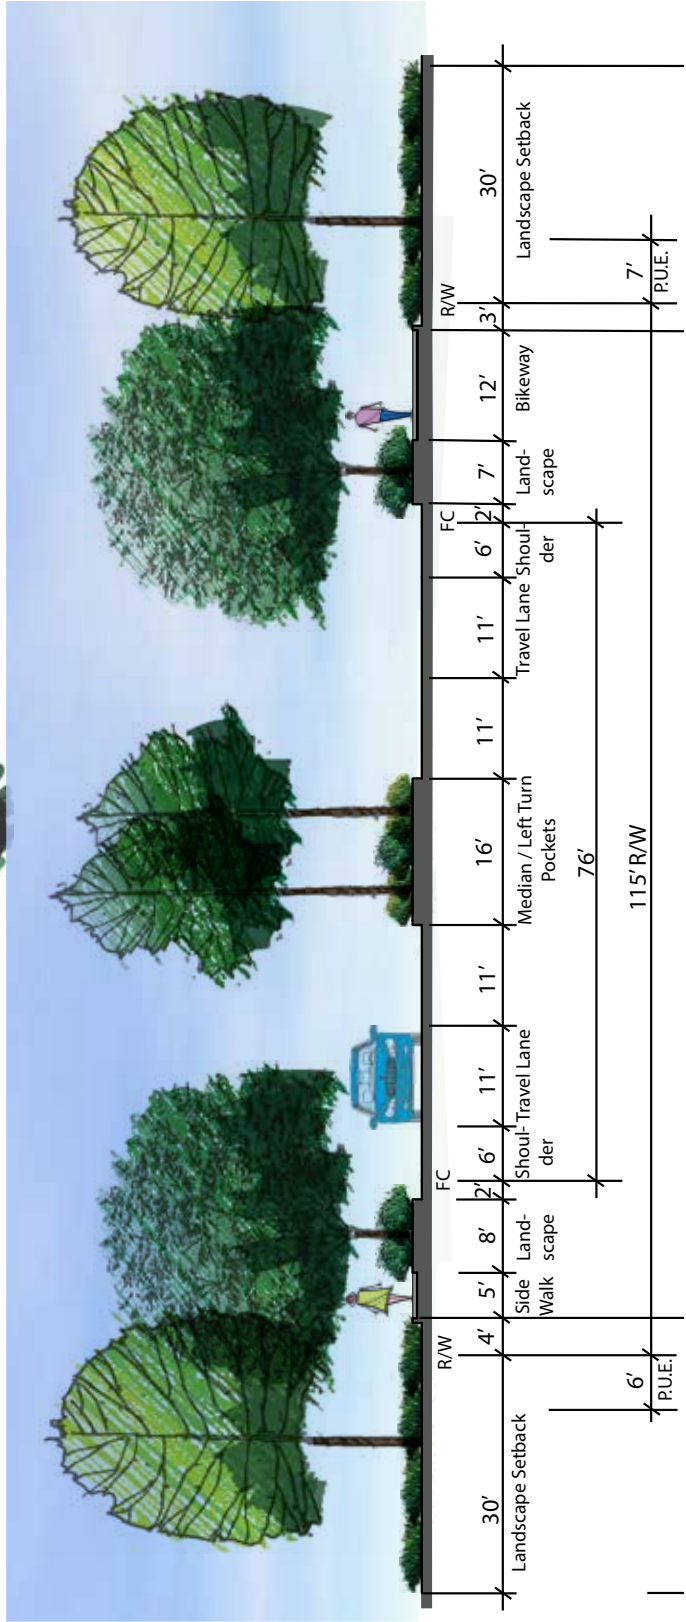 R/W FC FC R/W
30' 4' 5' 8' 2' 6' 11' 11' 16' 11' 11' 6' 2' 7' 12' 3' 30'
Landscape Setback
Side
Walk
Land-
scape
Shoul-
der
Travel Lane
Median / Left Turn
Pockets
Travel Lane
Shoul-
der
Land-
scape
Bikeway
Landscape Setback
76'
6'
P.U.E.
115' R/W
7'
P.U.E.